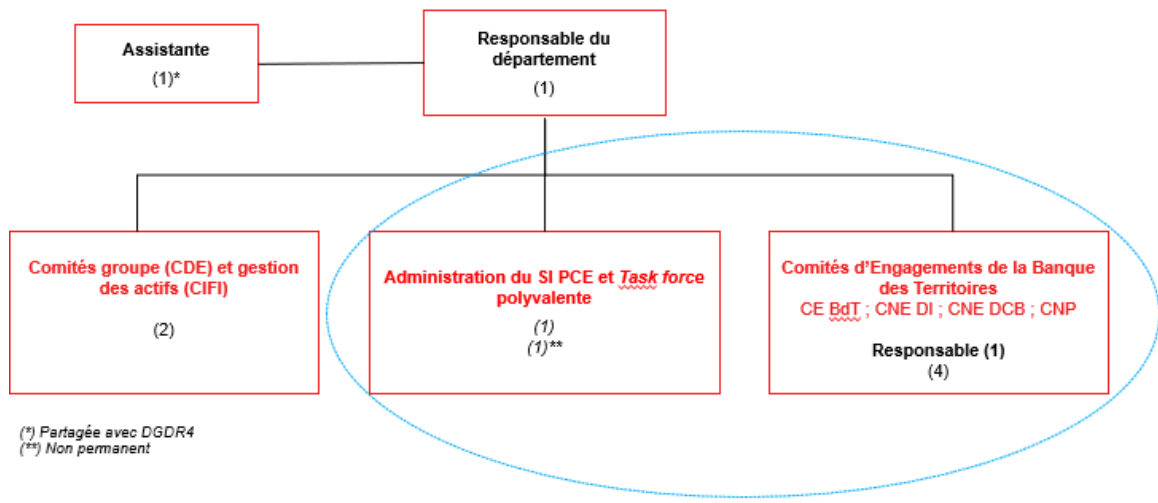 Assistante
(1)*
Responsable du
département
(1)
Comités groupe (CDE) et gestion
des actifs (CIFI)
(2)
Administration du SI PCE et Task force
polyvalente
(1)
(1)**
Comités d'Engagements de la Banque
des Territoires
CE BdT ; CNE DI ; CNE DCB ; CNP
Responsable (1)
(4)
(*) Partagée avec DGDR4
(**) Non permanent